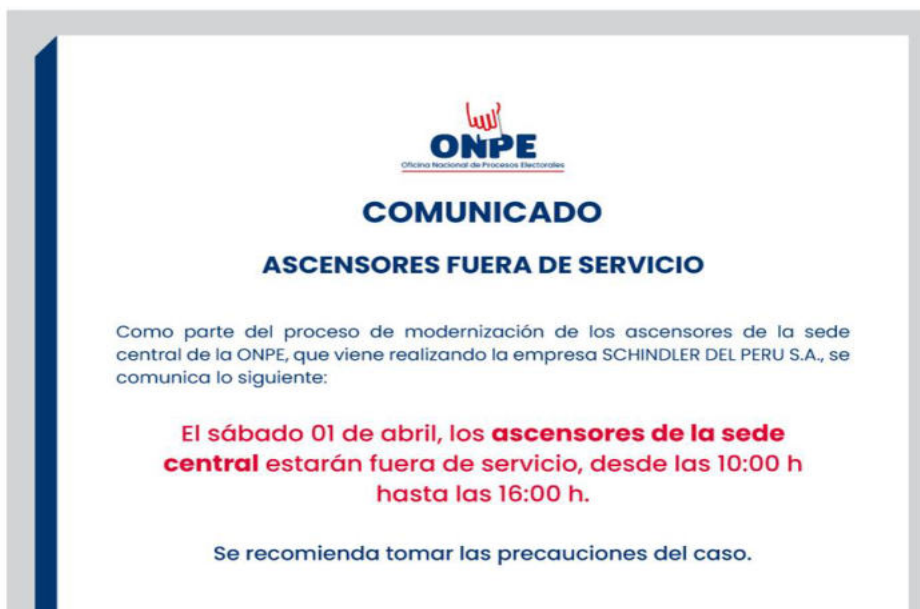 ONPE
Oficina Nacional de Procesos Electorales
COMUNICADO
ASCENSORES FUERA DE SERVICIO
Como parte del proceso de modernización de los ascensores de la sede
central de la ONPE, que viene realizando la empresa SCHINDLER DEL PERU S.A., se
comunica lo siguiente:
El sábado 01 de abril, los ascensores de la sede
central estarán fuera de servicio, desde las 10:00 h
hasta las 16:00 h.
Se recomienda tomar las precauciones del caso.